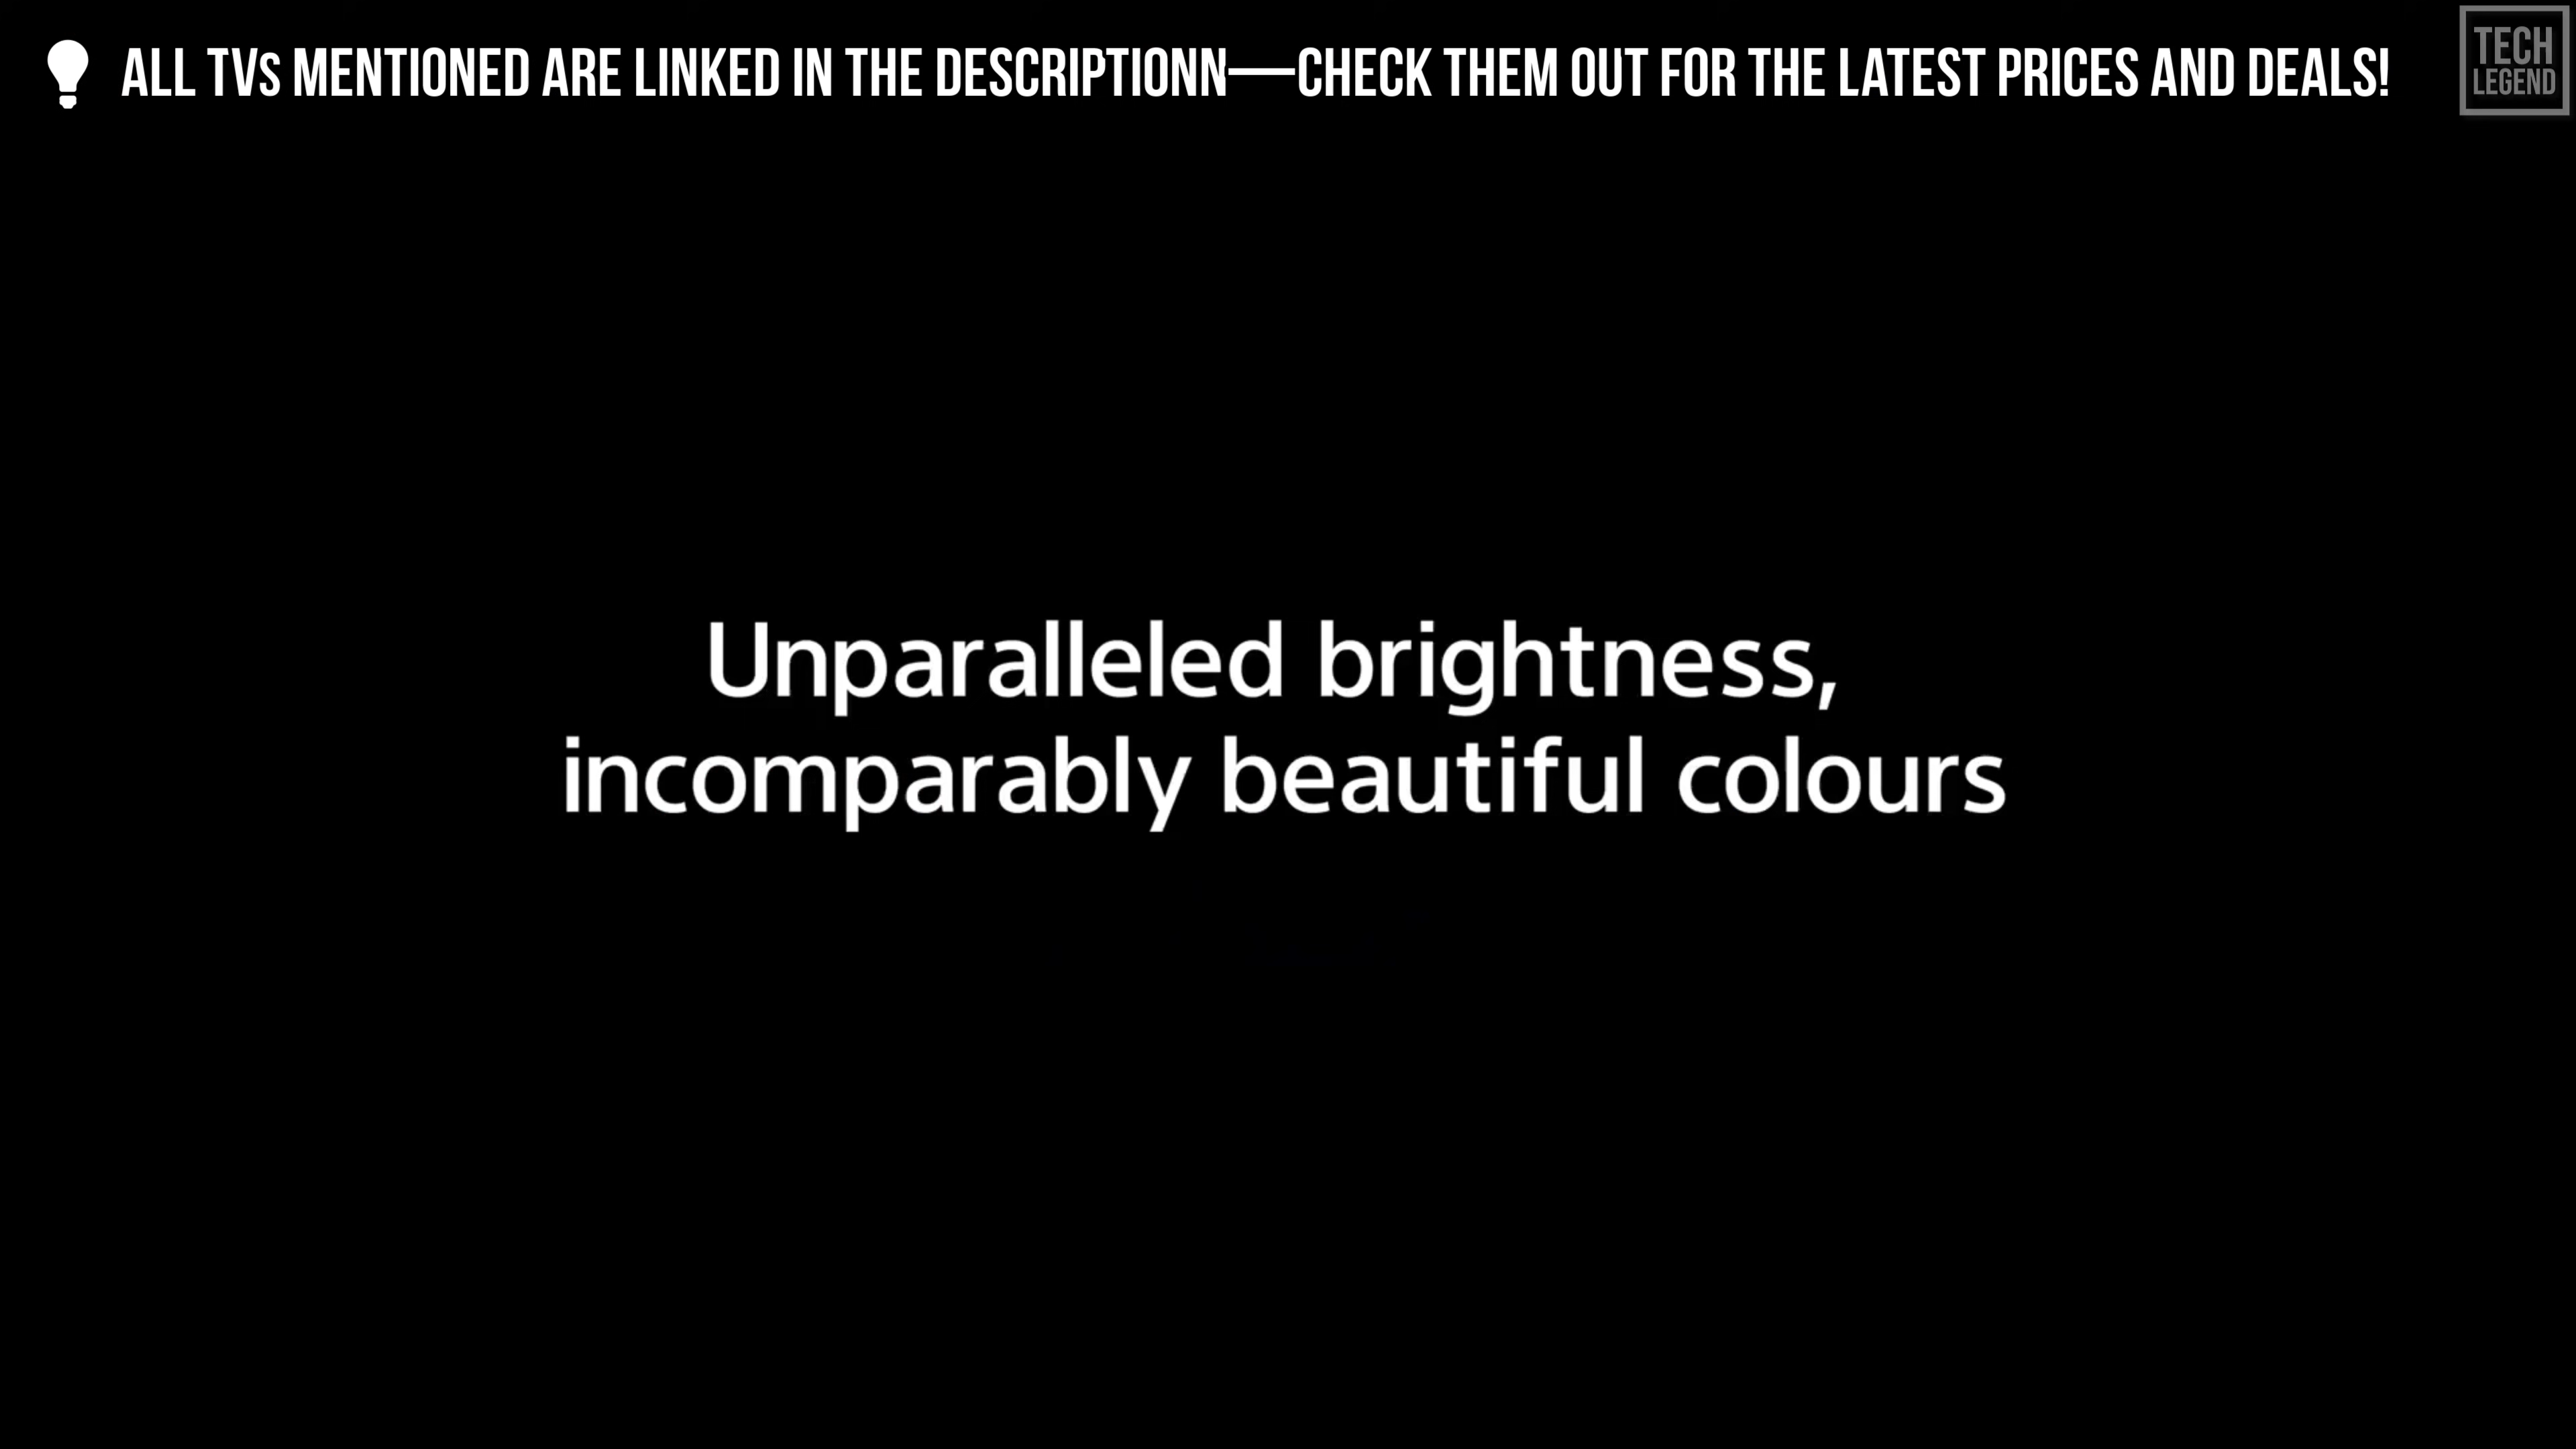 ALL TVs MENTIONED ARE LINKED IN THE DESCRIPTIONN—CHECK THEM OUT FOR THE LATEST PRICES AND DEALS!
TECH
LEGEND
Unparalleled brightness,
incomparably beautiful colours